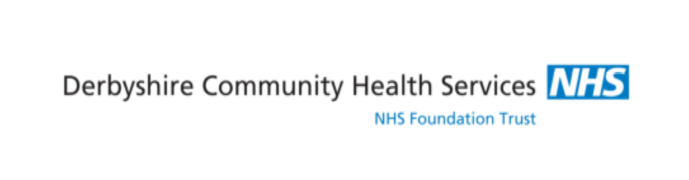 Derbyshire Community Health Services NHS
NHS Foundation Trust